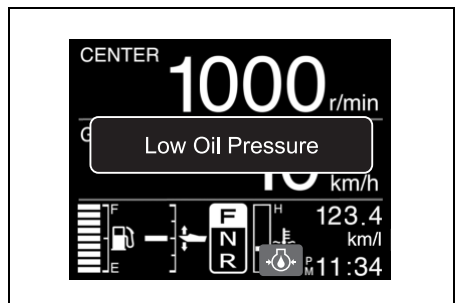 CENTER
1000 r/min
Low Oil Pressure
km/h
F
E
F
N
R
H
123.4
km/l
PM 11:34